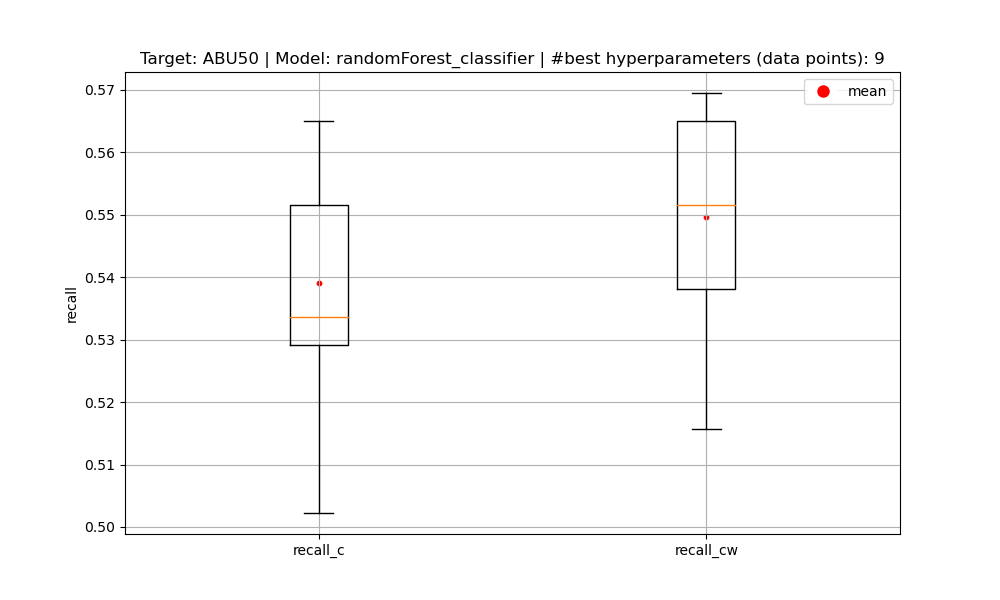 Target: ABU50 | Model: randomForest_classifier | #best hyperparameters (data points): 9
mean
0.57
0.56
0.55
0.54
0.53
0.52
0.51
0.50
recall
recall_c
recall_cw